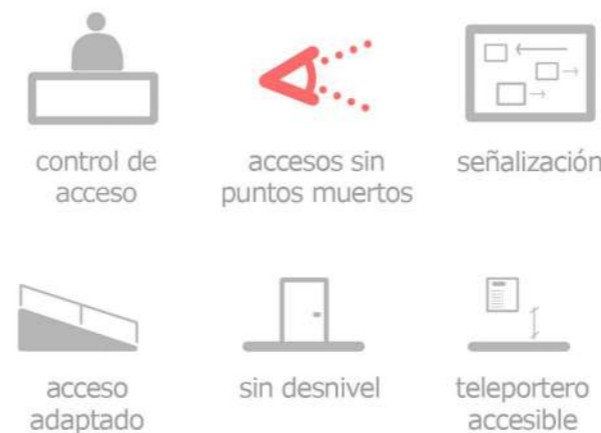 control de
acceso
accesos sin
puntos muertos
señalización
acceso
adaptado
sin desnivel
teleportero
accesible